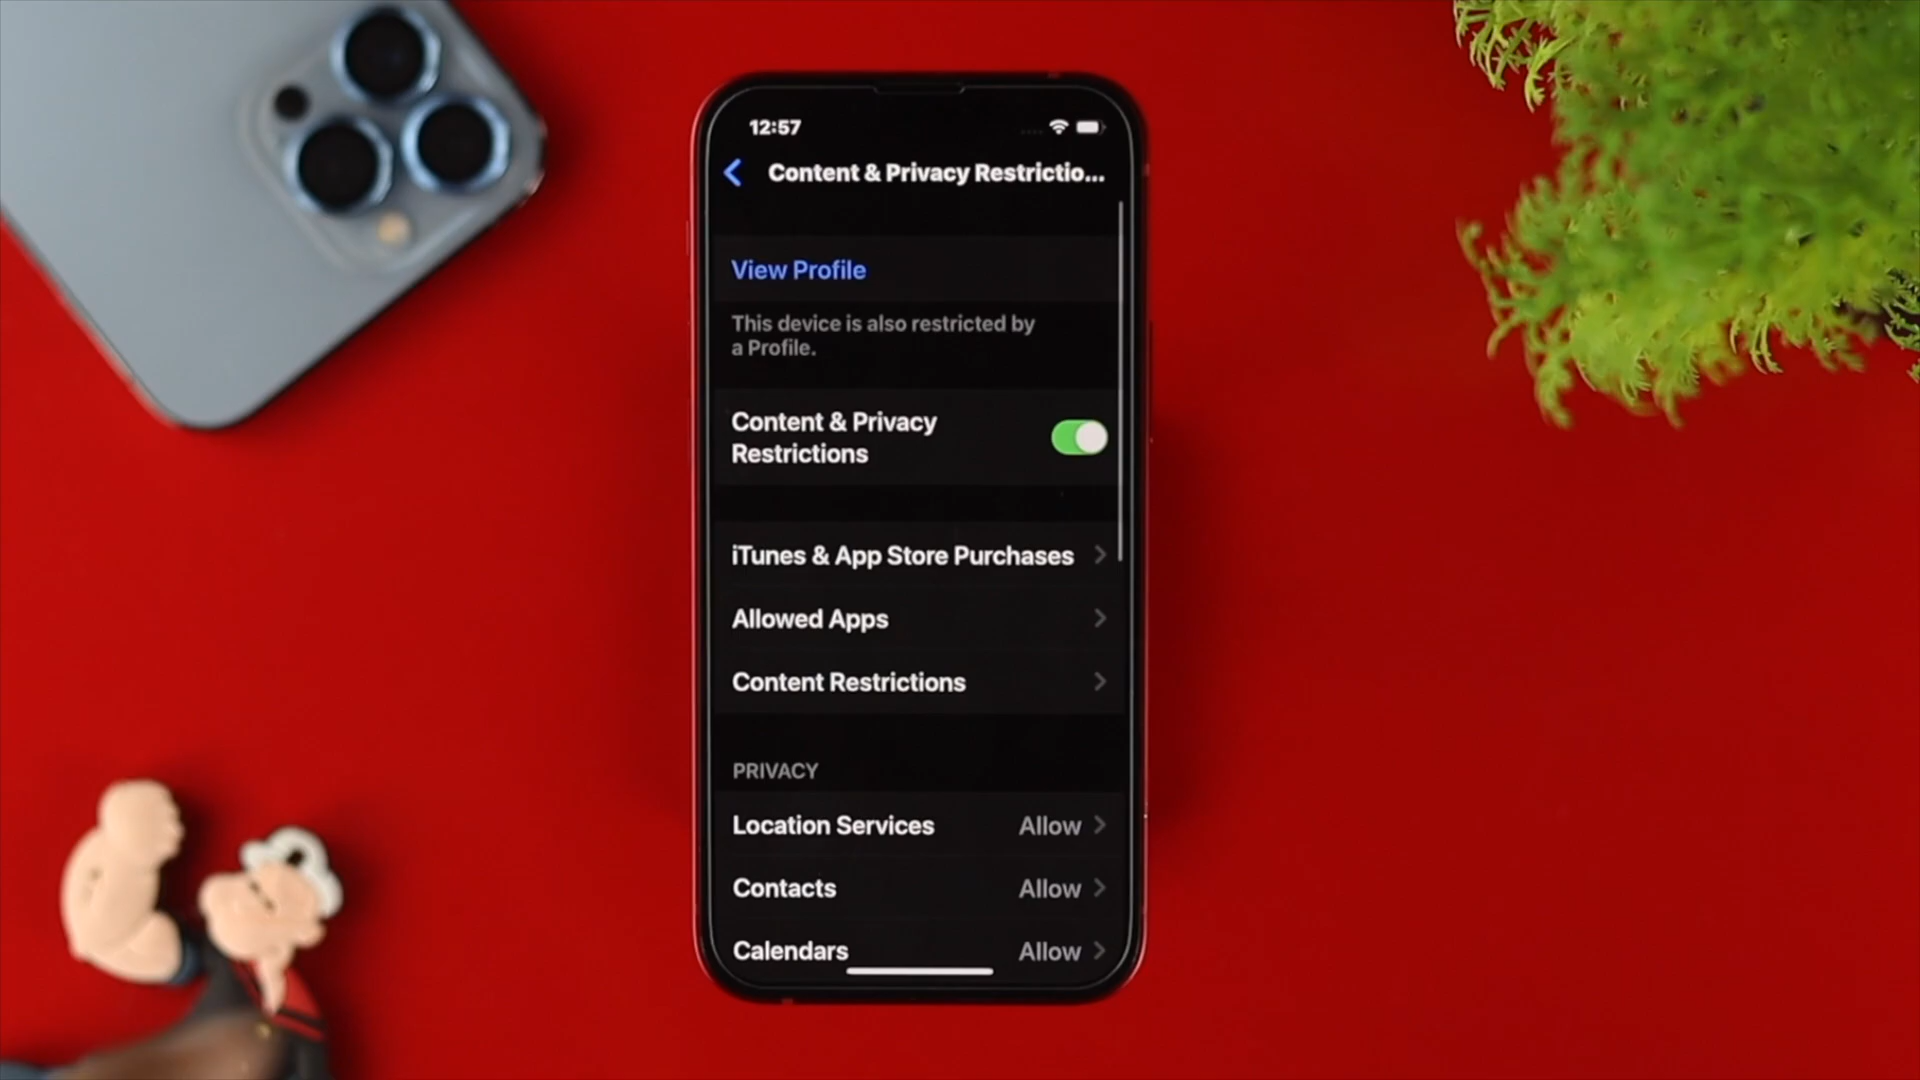 12:57
Content & Privacy Restrictio...
View Profile
This device is also restricted by
a Profile.
Content & Privacy
Restrictions
iTunes & App Store Purchases
Allowed Apps
Content Restrictions
PRIVACY
Location Services Allow
Contacts Allow
Calendars Allow